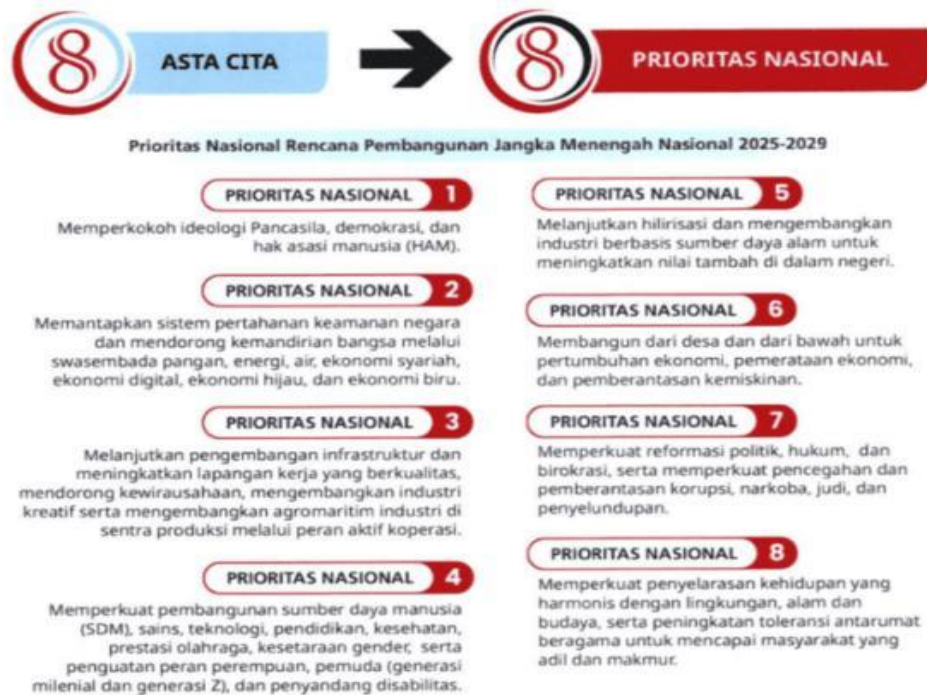 8 ASTA CITA
8 PRIORITAS NASIONAL
Prioritas Nasional Rencana Pembangunan Jangka Menengah Nasional 2025-2029
PRIORITAS NASIONAL 1
Memperkokoh ideologi Pancasila, demokrasi, dan
hak asasi manusia (HAM).
PRIORITAS NASIONAL 2
Memantapkan sistem pertahanan keamanan negara
dan mendorong kemandirian bangsa melalui
swasembada pangan, energi, air, ekonomi syariah,
ekonomi digital, ekonomi hijau, dan ekonomi biru.
PRIORITAS NASIONAL 3
Melanjutkan pengembangan infrastruktur dan
meningkatkan lapangan kerja yang berkualitas,
mendorong kewirausahaan, mengembangkan industri
kreatif serta mengembangkan agromaritim industri di
sentra produksi melalui peran aktif koperasi.
PRIORITAS NASIONAL 4
Memperkuat pembangunan sumber daya manusia
(SDM), sains, teknologi, pendidikan, kesehatan,
prestasi olahraga, kesetaraan gender, serta
penguatan peran perempuan, pemuda (generasi
milenial dan generasi Z), dan penyandang disabilitas.
PRIORITAS NASIONAL 5
Melanjutkan hilirisasi dan mengembangkan
industri berbasis sumber daya alam untuk
meningkatkan nilai tambah di dalam negeri.
PRIORITAS NASIONAL 6
Membangun dari desa dan dari bawah untuk
pertumbuhan ekonomi, pemerataan ekonomi,
dan pemberantasan kemiskinan.
PRIORITAS NASIONAL 7
Memperkuat reformasi politik, hukum, dan
birokrasi, serta memperkuat pencegahan dan
pemberantasan korupsi, narkoba, judi, dan
penyelundupan.
PRIORITAS NASIONAL 8
Memperkuat penyelarasan kehidupan yang
harmonis dengan lingkungan, alam dan
budaya, serta peningkatan toleransi antarumat
beragama untuk mencapai masyarakat yang
adil dan makmur.